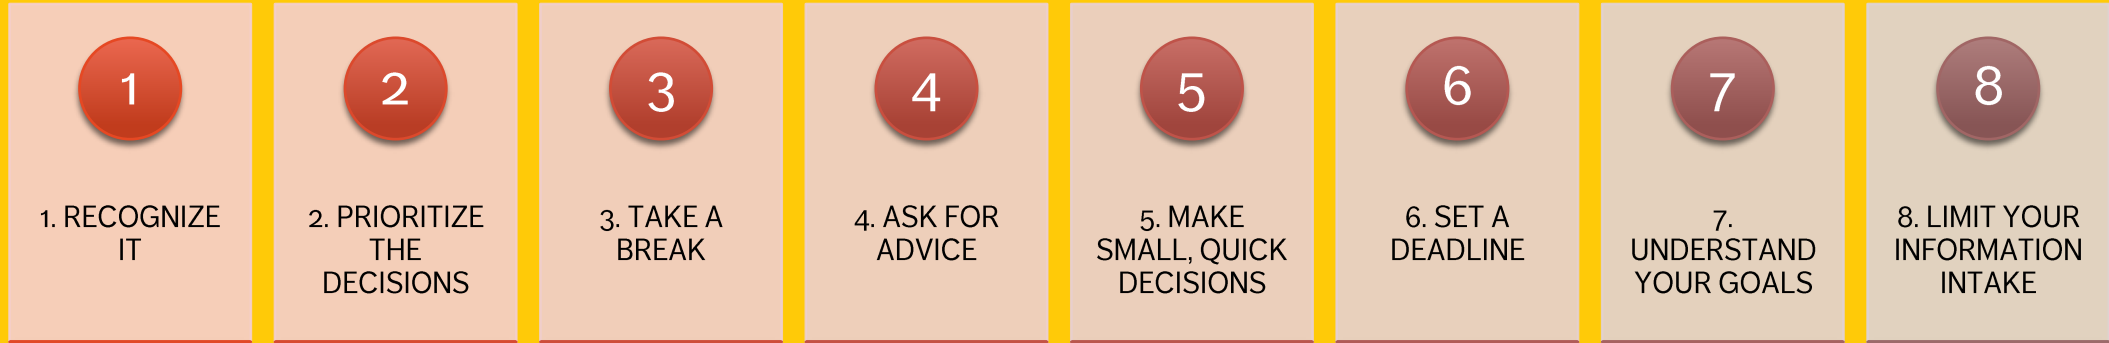 1
1. RECOGNIZE
IT
2
2. PRIORITIZE
THE
DECISIONS
3
3. TAKE A
BREAK
4
4. ASK FOR
ADVICE
5
5. MAKE
SMALL, QUICK
DECISIONS
6
6. SET A
DEADLINE
7
7.
UNDERSTAND
YOUR GOALS
8
8. LIMIT YOUR
INFORMATION
INTAKE